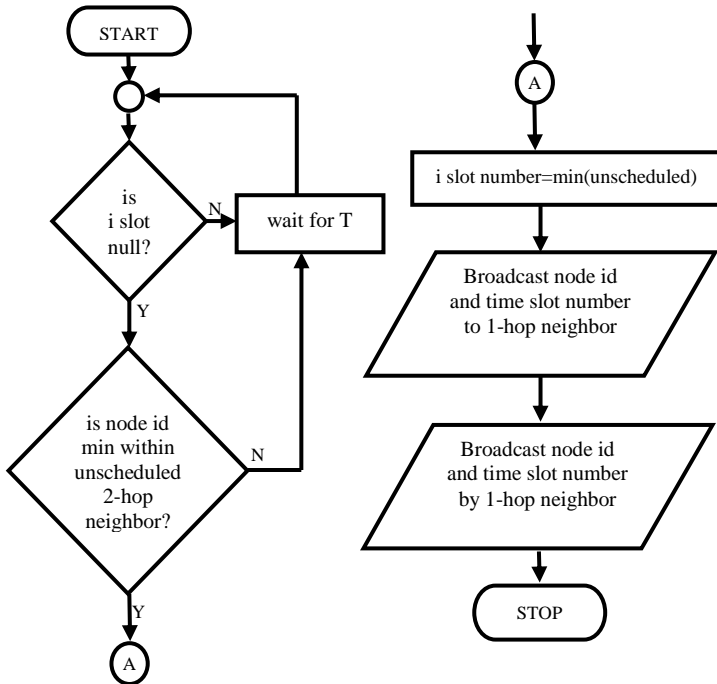 START
is
i slot
null?
N
wait for T
Y
is node id
min within
unscheduled
2-hop
neighbor?
N
Y
A
A
i slot number=min(unscheduled)
Broadcast node id
and time slot number
to 1-hop neighbor
Broadcast node id
and time slot number
by 1-hop neighbor
STOP